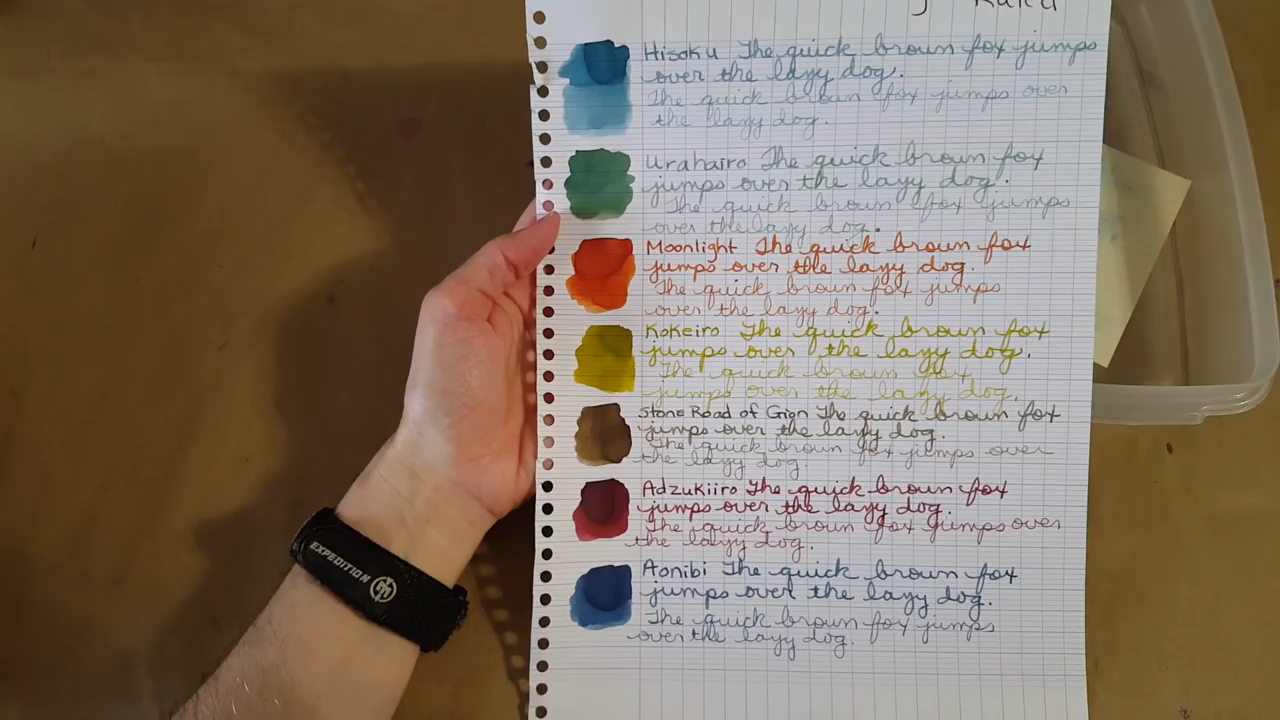 Hisoku The quick brown fox jumps
over the lazy dog.
The quick brown fox jumps over
the lazy dog.
Urahairo The quick brown fox
jumps over the lazy dog.
The quick brown fox jumps
over the lazy dog.
Moonlight The quick brown fox
jumps over the lazy dog.
The quick brown fox jumps
over the lazy dog.
Kokeiro The quick brown fox
jumps over the lazy dog.
The quick brown fox
jumps over the lazy dog.
Stone Road of Gion The quick brown fox
jumps over the lazy dog.
The quick brown fox jumps over
the lazy dog.
Adzukiiro The quick brown fox
jumps over the lazy dog.
The quick brown fox jumps over
the lazy dog.
Aonibi The quick brown fox
jumps over the lazy dog.
The quick brown fox jumps
over the lazy dog.
EXPEDITION